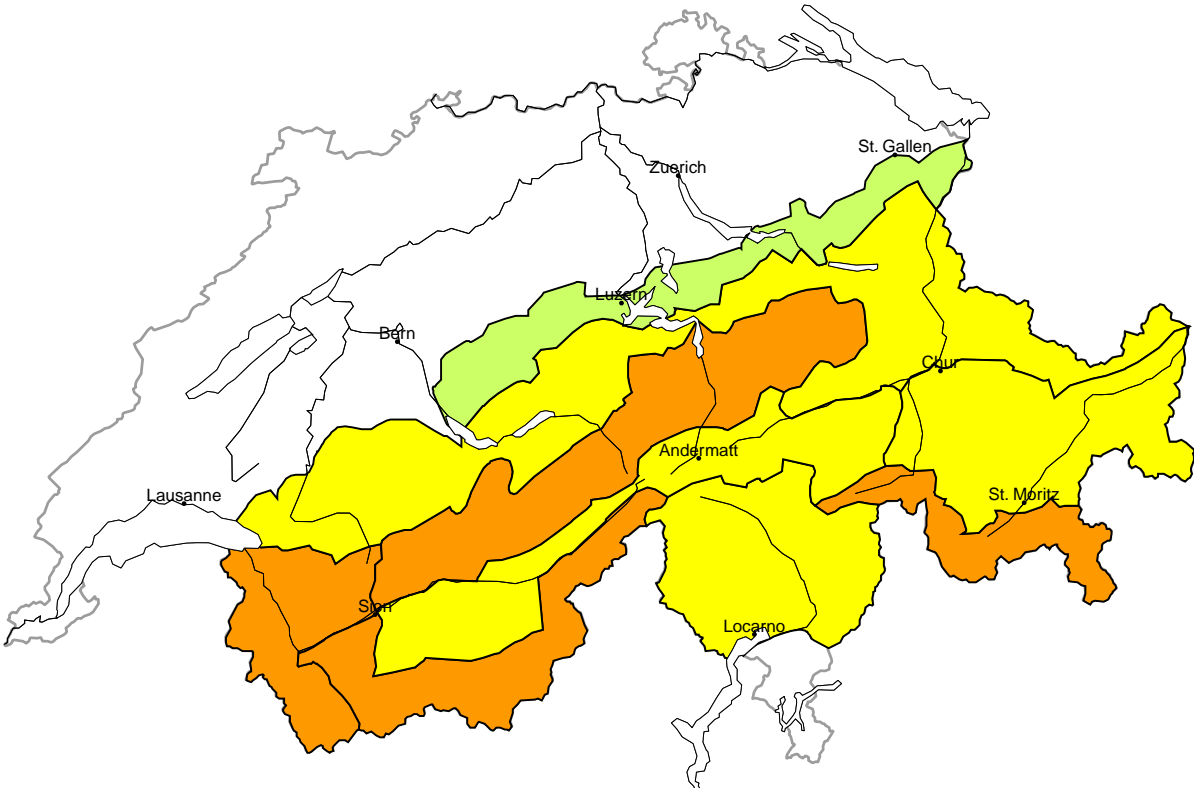 St. Gallen
Zuerich
Luzern
Bern
Chur
Andermatt
Lausanne
St. Moritz
Sion
Locarno